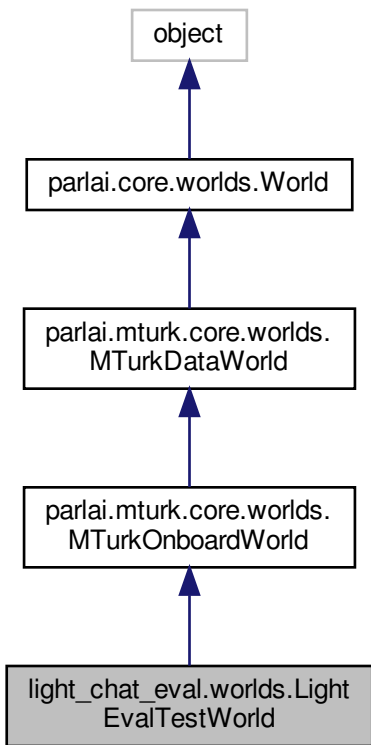 object
parlai.core.worlds.World
parlai.mturk.core.worlds.
MTurkDataWorld
parlai.mturk.core.worlds.
MTurkOnboardWorld
light_chat_eval.worlds.Light
EvalTestWorld